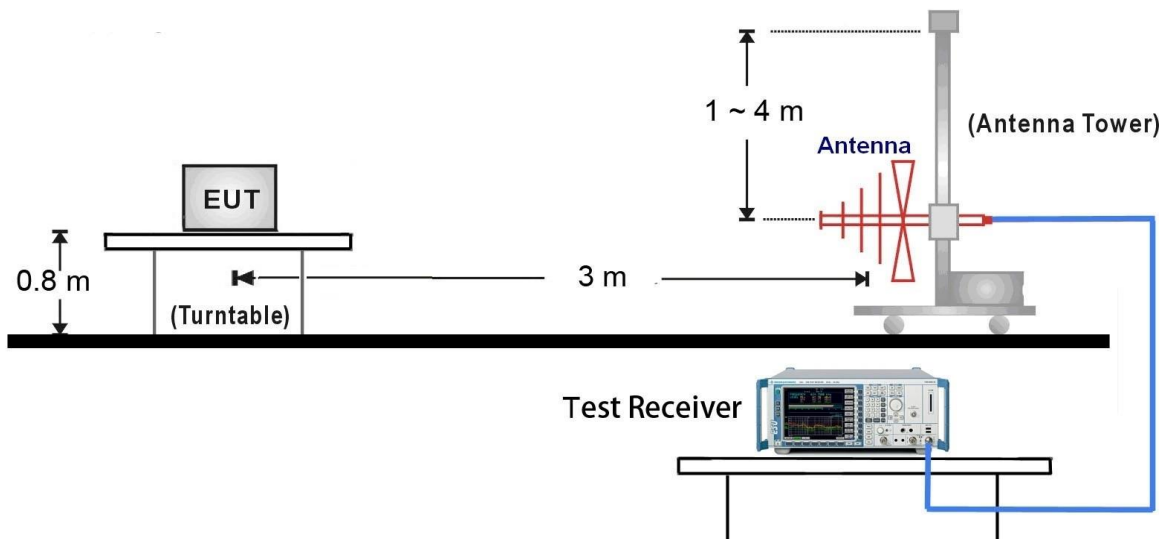 1 ~ 4 m
(Antenna Tower)
Antenna
EUT
0.8 m
3 m
(Turntable)
Test Receiver